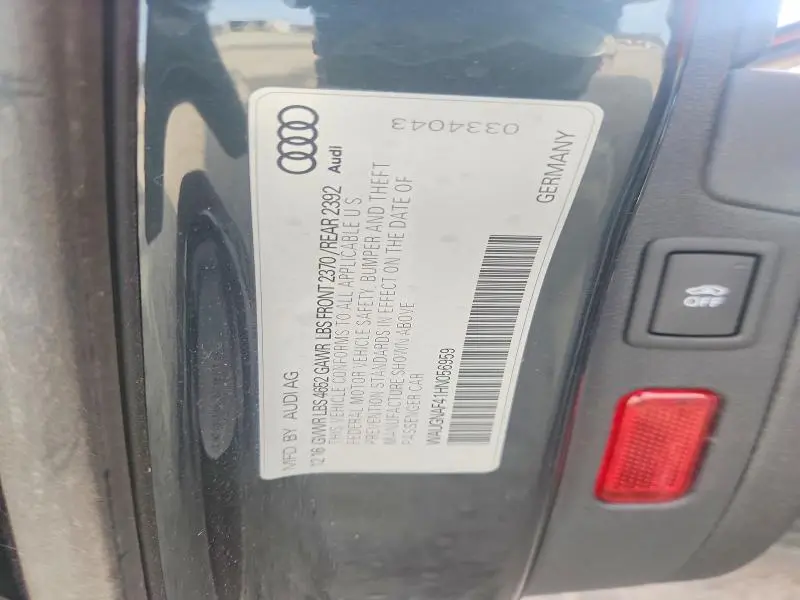 MFD. BY. AUDI AG
12.16 GVWR LBS 4662 GAWR LBS FRONT 2370 / REAR 2392
THIS VEHICLE CONFORMS TO ALL APPLICABLE U.S.
FEDERAL MOTOR VEHICLE SAFETY, BUMPER AND THEFT
PREVENTION STANDARDS IN EFFECT ON THE DATE OF
MANUFACTURE SHOWN ABOVE
PASSENGER CAR
WAUGNAF41HN056959
Audi
0334043
GERMANY
OFF